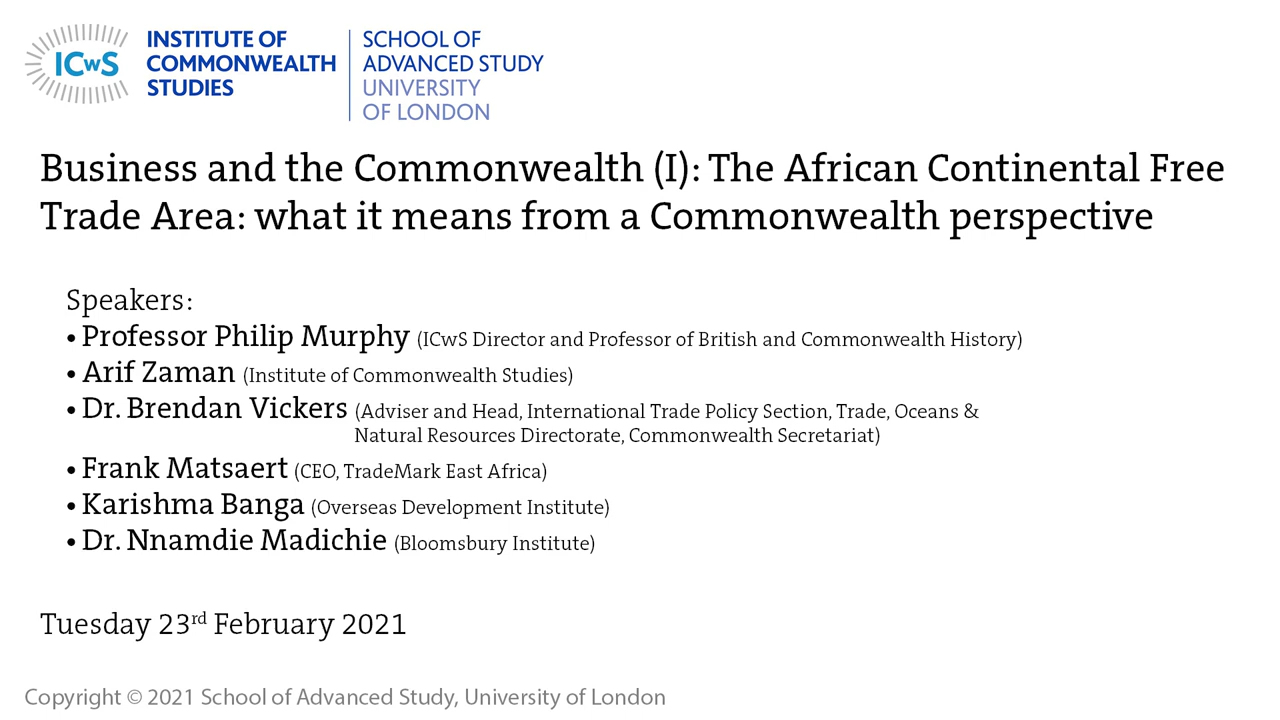 ICwS
INSTITUTE OF
COMMONWEALTH
STUDIES
SCHOOL OF
ADVANCED STUDY
UNIVERSITY
OF LONDON
Business and the Commonwealth (I): The African Continental Free
Trade Area: what it means from a Commonwealth perspective
Speakers:
• Professor Philip Murphy (ICwS Director and Professor of British and Commonwealth History)
• Arif Zaman (Institute of Commonwealth Studies)
• Dr. Brendan Vickers (Adviser and Head, International Trade Policy Section, Trade, Oceans &
Natural Resources Directorate, Commonwealth Secretariat)
• Frank Matsaert (CEO, TradeMark East Africa)
• Karishma Banga (Overseas Development Institute)
• Dr. Nnamdie Madichie (Bloomsbury Institute)
Tuesday 23rd February 2021
Copyright © 2021 School of Advanced Study, University of London